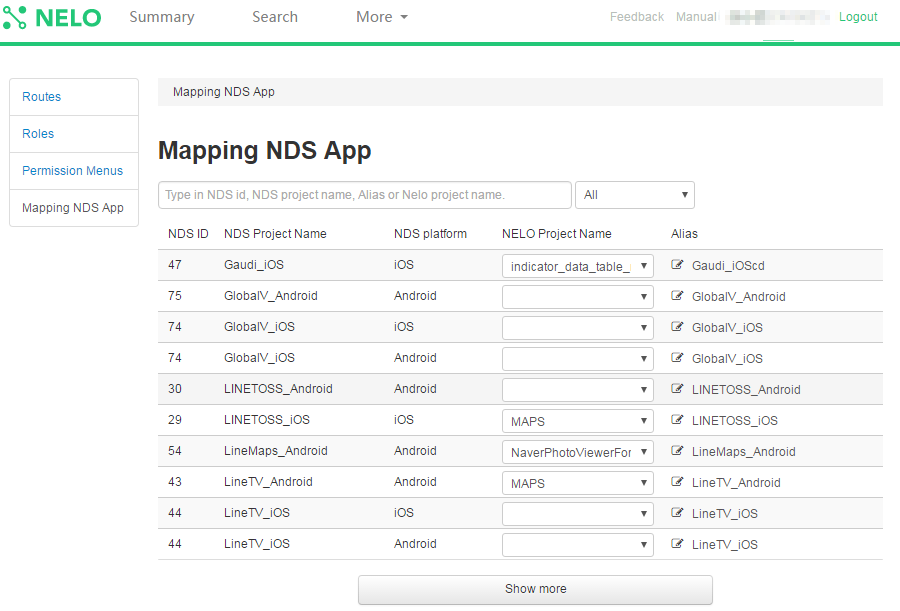 NELO Summary Search More Feedback Manual Logout
Routes
Roles
Permission Menus
Mapping NDS App
Mapping NDS App
Mapping NDS App
Type in NDS id, NDS project name, Alias or Nelo project name. All
NDS ID NDS Project Name NDS platform NELO Project Name Alias
47 Gaudi_iOS iOS indicator_data_table_ Gaudi_iOScd
75 GlobalV_Android Android GlobalV_Android
74 GlobalV_iOS iOS GlobalV_iOS
74 GlobalV_iOS Android GlobalV_iOS
30 LINETOSS_Android Android LINETOSS_Android
29 LINETOSS_iOS iOS MAPS LINETOSS_iOS
54 LineMaps_Android Android NaverPhotoViewerFor LineMaps_Android
43 LineTV_Android Android MAPS LineTV_Android
44 LineTV_iOS iOS LineTV_iOS
44 LineTV_iOS Android LineTV_iOS
Show more